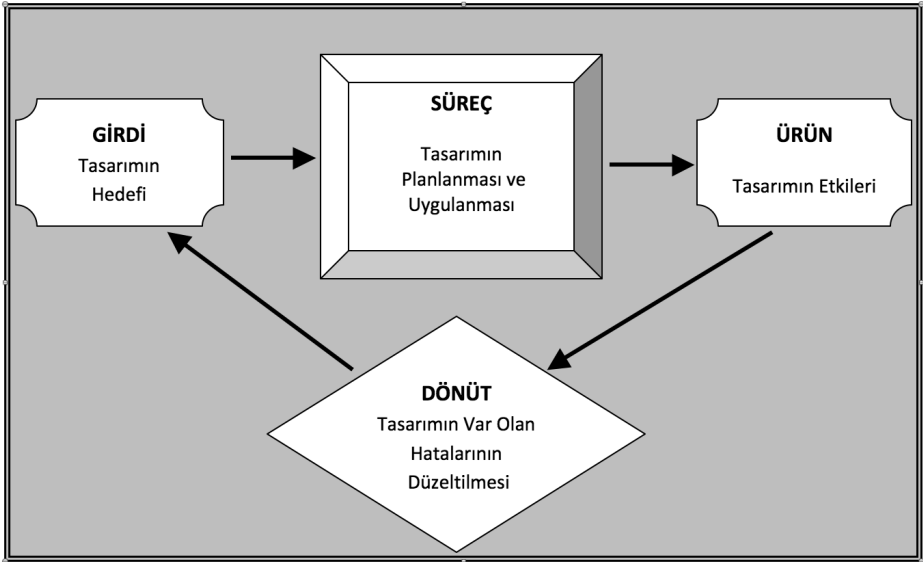 GİRDİ
Tasarımın
Hedefi
SÜREÇ
Tasarımın
Planlanması ve
Uygulanması
ÜRÜN
Tasarımın Etkileri
DÖNÜT
Tasarımın Var Olan
Hatalarının
Düzeltilmesi